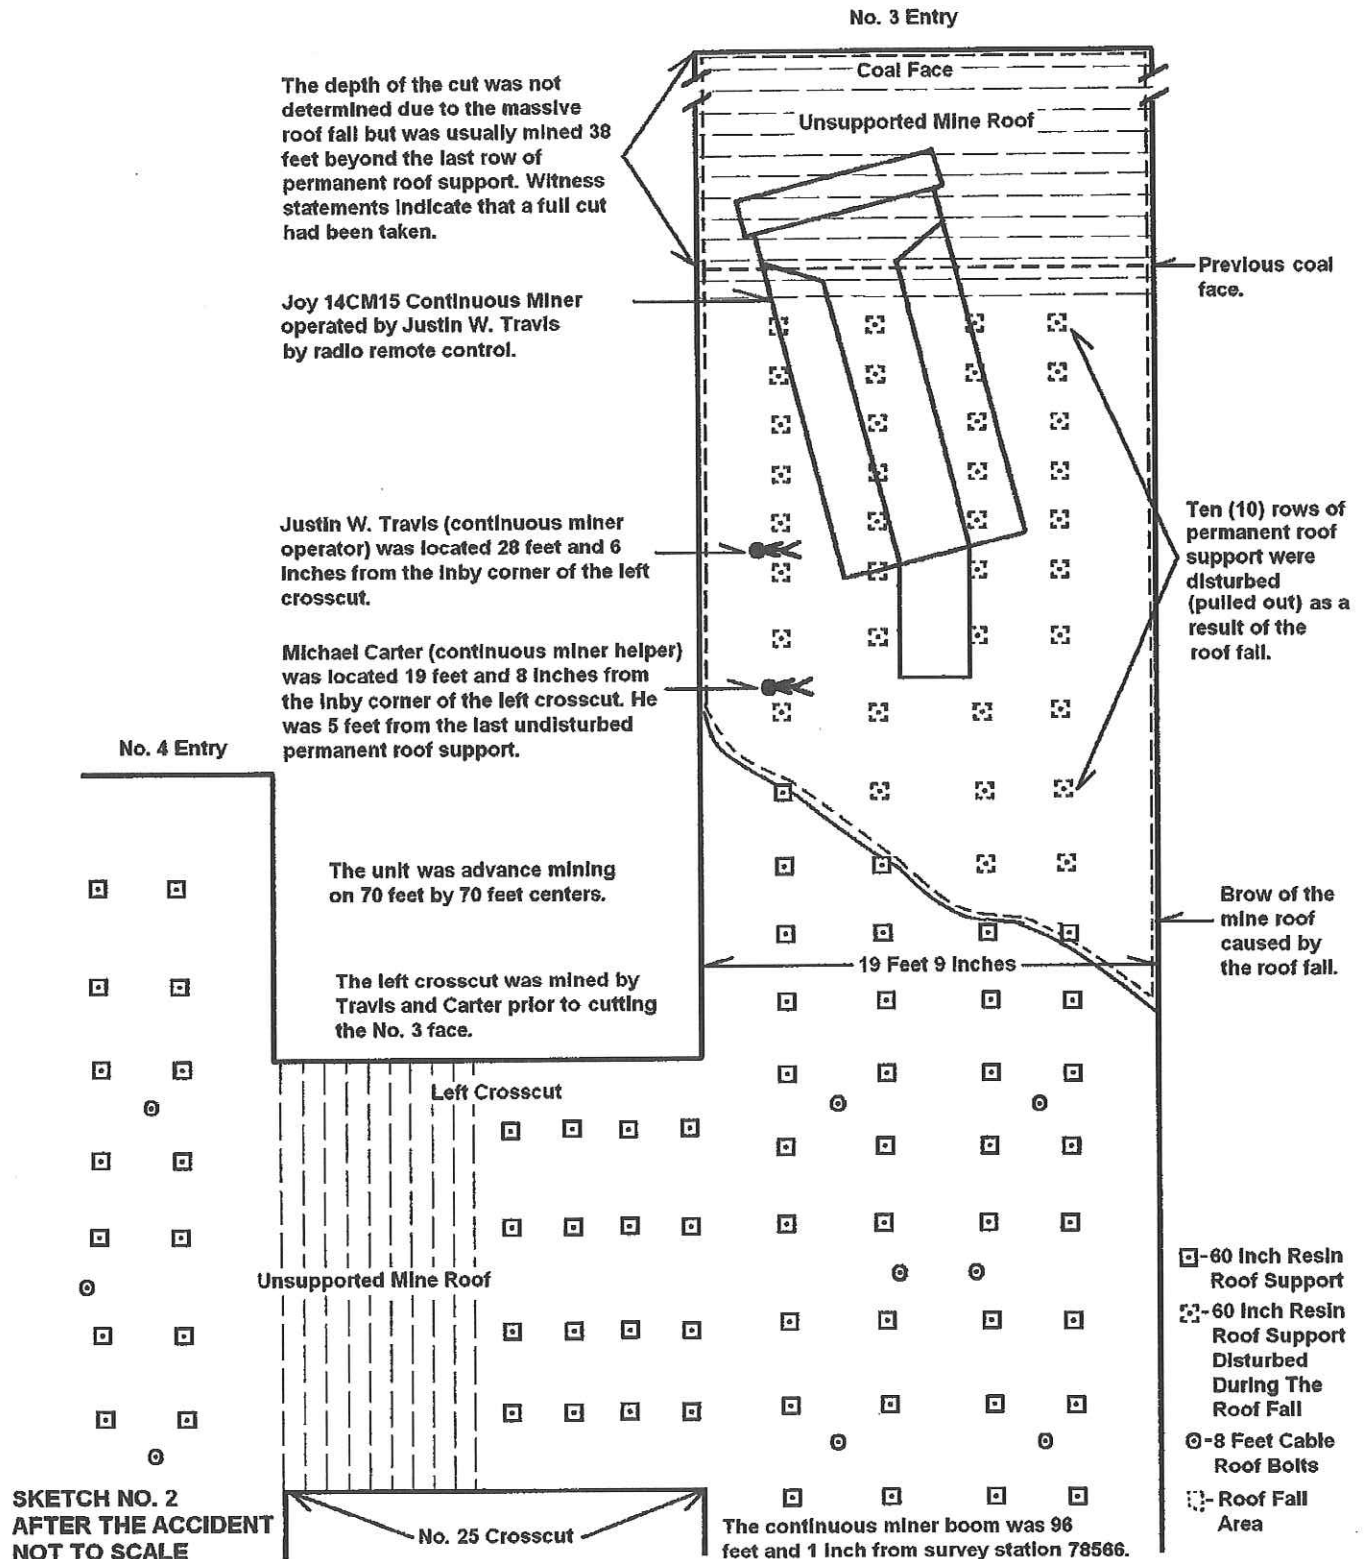 No. 3 Entry
Coal Face
Unsupported Mine Roof
The depth of the cut was not
determined due to the massive
roof fall but was usually mined 38
feet beyond the last row of
permanent roof support. Witness
statements indicate that a full cut
had been taken.
Previous coal
face.
Joy 14CM15 Continuous Miner
operated by Justin W. Travis
by radio remote control.
Justin W. Travis (continuous miner
operator) was located 28 feet and 6
inches from the inby corner of the left
crosscut.
Ten (10) rows of
permanent roof
support were
disturbed
(pulled out) as a
result of the
roof fall.
Michael Carter (continuous miner helper)
was located 19 feet and 8 inches from
the inby corner of the left crosscut. He
was 5 feet from the last undisturbed
permanent roof support.
No. 4 Entry
The unit was advance mining
on 70 feet by 70 feet centers.
Brow of the
mine roof
caused by
the roof fall.
19 Feet 9 Inches
The left crosscut was mined by
Travis and Carter prior to cutting
the No. 3 face.
Left Crosscut
Unsupported Mine Roof
-60 Inch Resin
Roof Support
-60 Inch Resin
Roof Support
Disturbed
During The
Roof Fall
-8 Feet Cable
Roof Bolts
- Roof Fall
Area
SKETCH NO. 2
AFTER THE ACCIDENT
NOT TO SCALE
No. 25 Crosscut
The continuous miner boom was 96
feet and 1 inch from survey station 78566.